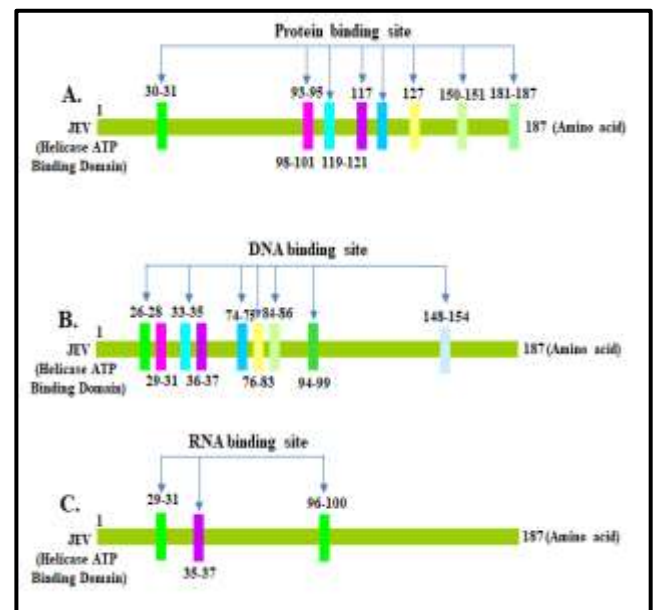 Protein binding site
30-31 93-95 117 127 150-151 181-187
A.
1
JEV
187 (Amino acid)
(Helicase ATP
Binding Domain)
98-101 119-121
DNA binding site
26-28 33-35 74-75 84-86 148-154
B.
1
JEV
187(Amino acid)
(Helicase ATP
Binding Domain)
29-31 36-37 76-83 94-99
RNA binding site
29-31 96-100
C.
1
JEV
187(Amino acid)
(Helicase ATP
Binding Domain)
35-37